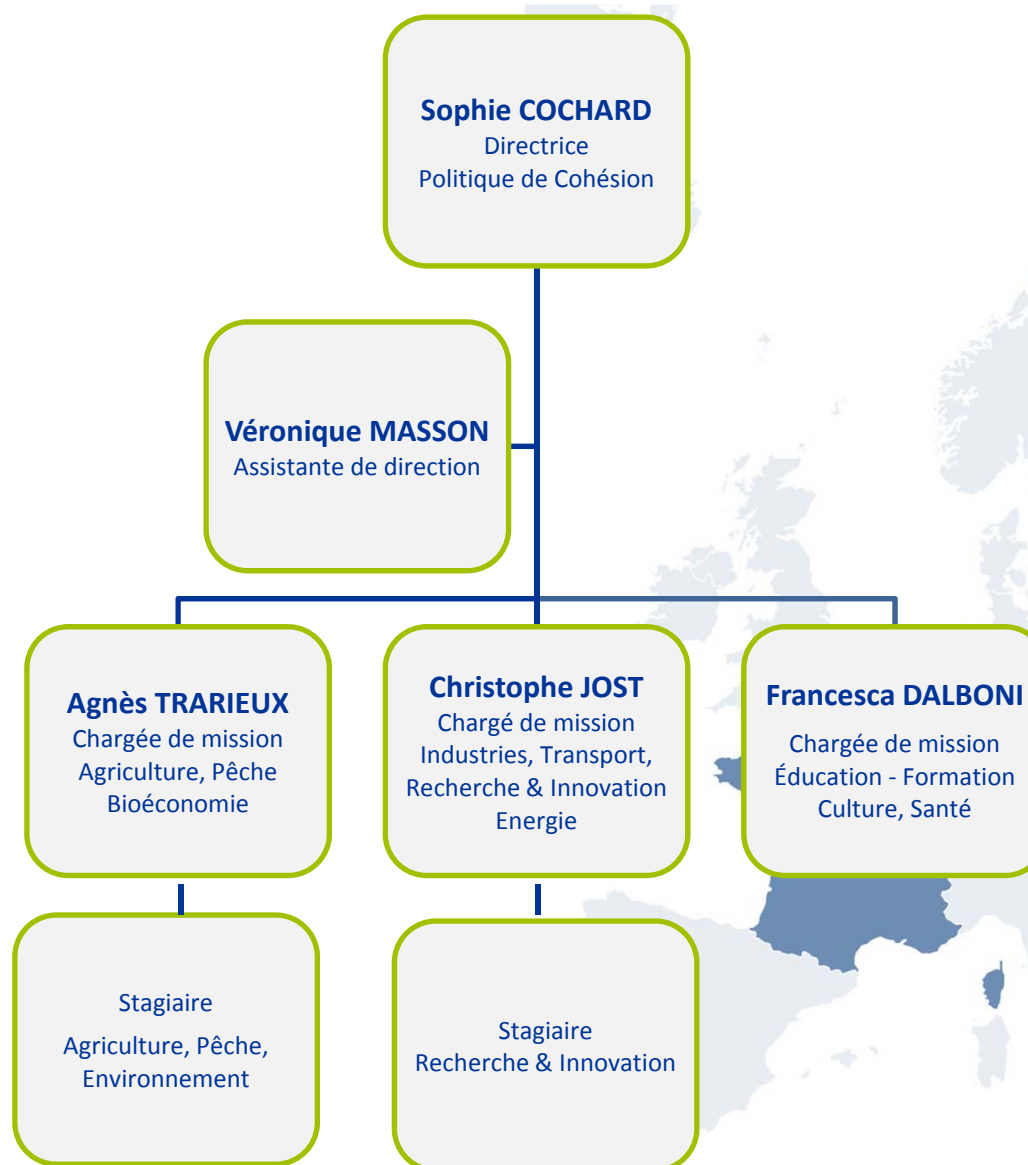 Sophie COCHARD
Directrice
Politique de Cohésion
Véronique MASSON
Assistante de direction
Agnès TRARIEUX
Chargée de mission
Agriculture, Pêche
Bioéconomie
Christophe JOST
Chargé de mission
Industries, Transport,
Recherche & Innovation
Energie
Francesca DALBONI
Chargée de mission
Éducation - Formation
Culture, Santé
Stagiaire
Agriculture, Pêche,
Environnement
Stagiaire
Recherche & Innovation